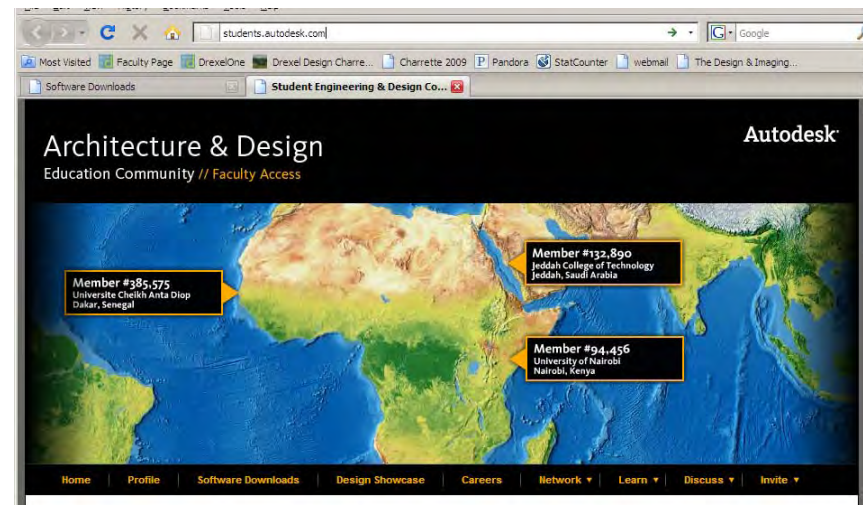 students.autodesk.com
Google
Most Visited Faculty Page DrexelOne Drexel Design Charre... Charrette 2009 Pandora StatCounter webmail The Design & Imaging...
Software Downloads Student Engineering & Design Co...
Autodesk
Architecture & Design
Education Community // Faculty Access
Member #132,890
Jeddah College of Technology
Jeddah, Saudi Arabia
Member #385,575
Universite Cheikh Anta Diop
Dakar, Senegal
Member #94,456
University of Nairobi
Nairobi, Kenya
Home Profile Software Downloads Design Showcase Careers Network Learn Discuss Invite